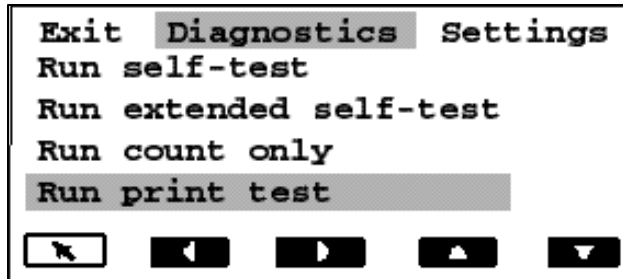 Exit Diagnostics Settings
Run self-test
Run extended self-test
Run count only
Run print test